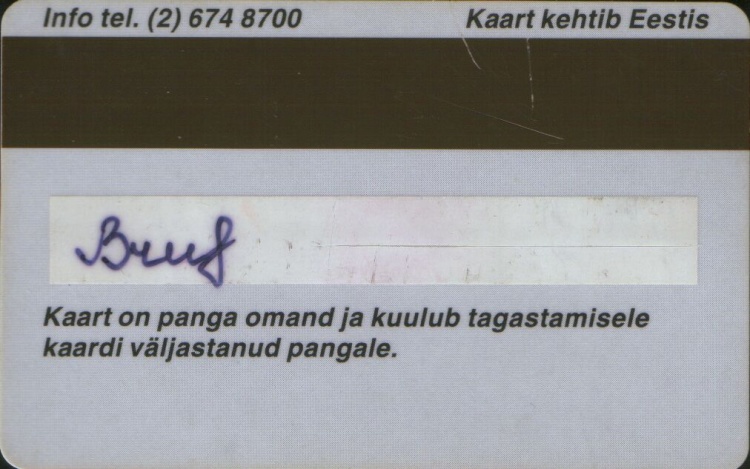 Info tel. (2) 674 8700 Kaart kehtib Eestis
Kaart on panga omand ja kuulub tagastamisele
kaardi väljastanud pangale.